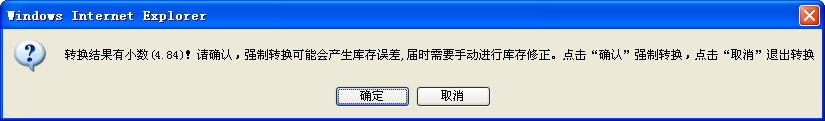 Windows Internet Explorer
转换结果有小数(4.84)！请确认，强制转换可能会产生库存误差,届时需要手动进行库存修正。点击“确认”强制转换，点击“取消”退出转换
确定
取消